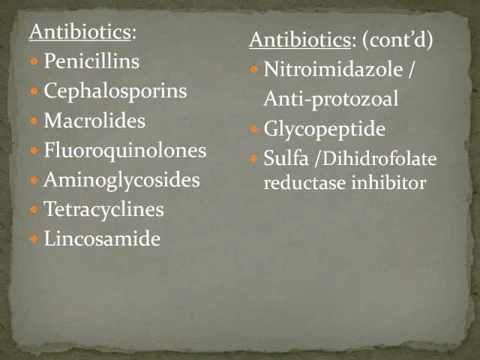 Antibiotics:
• Penicillins
• Cephalosporins
• Macrolides
• Fluoroquinolones
• Aminoglycosides
• Tetracyclines
• Lincosamide
Antibiotics: (cont’d)
• Nitroimidazole /
Anti-protozoal
• Glycopeptide
• Sulfa /Dihidrofolate
reductase inhibitor